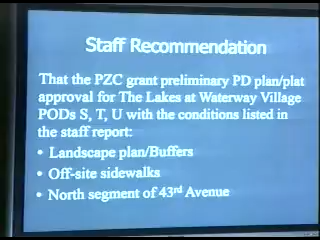 Staff Recommendation
That the PZC grant preliminary PD plan/plat
approval for The Lakes at Waterway Village
PODs S, T, U with the conditions listed in
the staff report:
• Landscape plan/Buffers
• Off-site sidewalks
• North segment of 43rd Avenue